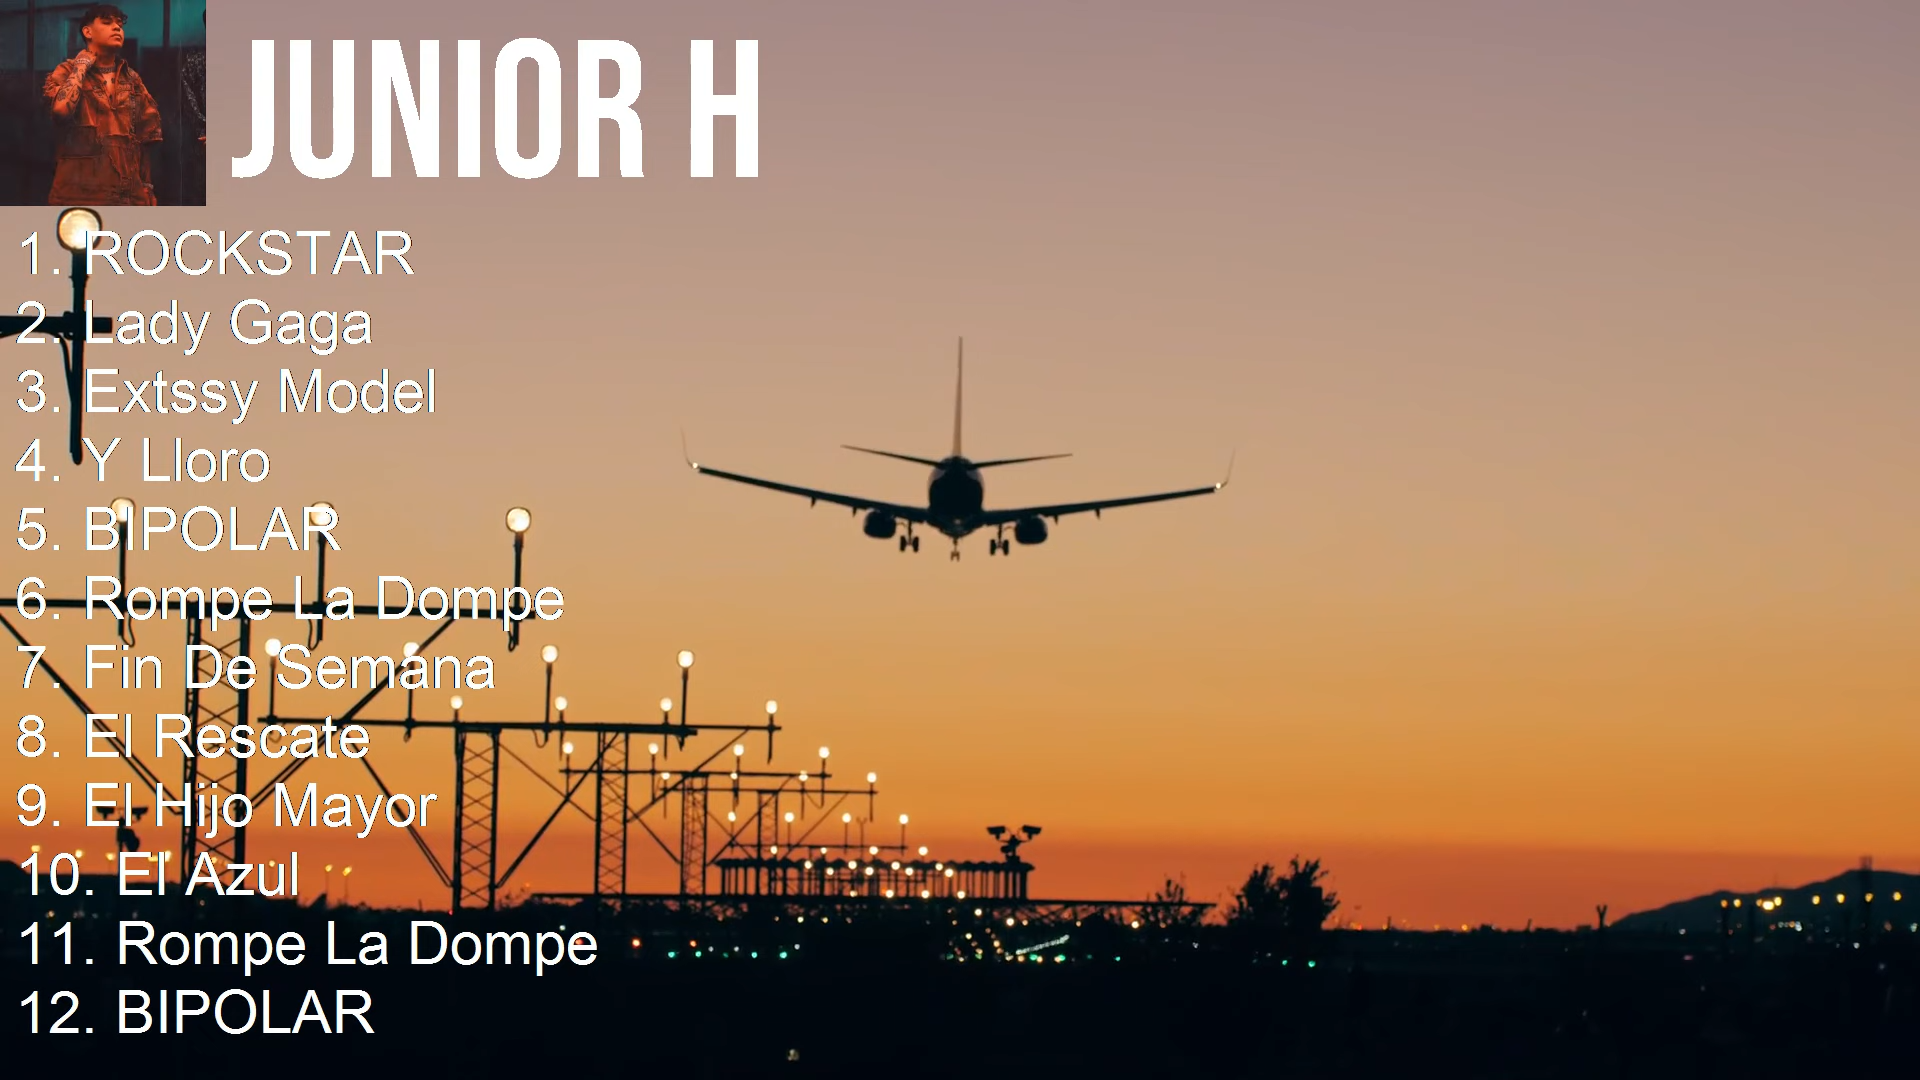 JUNIOR H
1. ROCKSTAR
2. Lady Gaga
3. Extssy Model
4. Y Lloro
5. BIPOLAR
6. Rompe La Dompe
7. Fin De Semana
8. El Rescate
9. El Hijo Mayor
10. El Azul
11. Rompe La Dompe
12. BIPOLAR